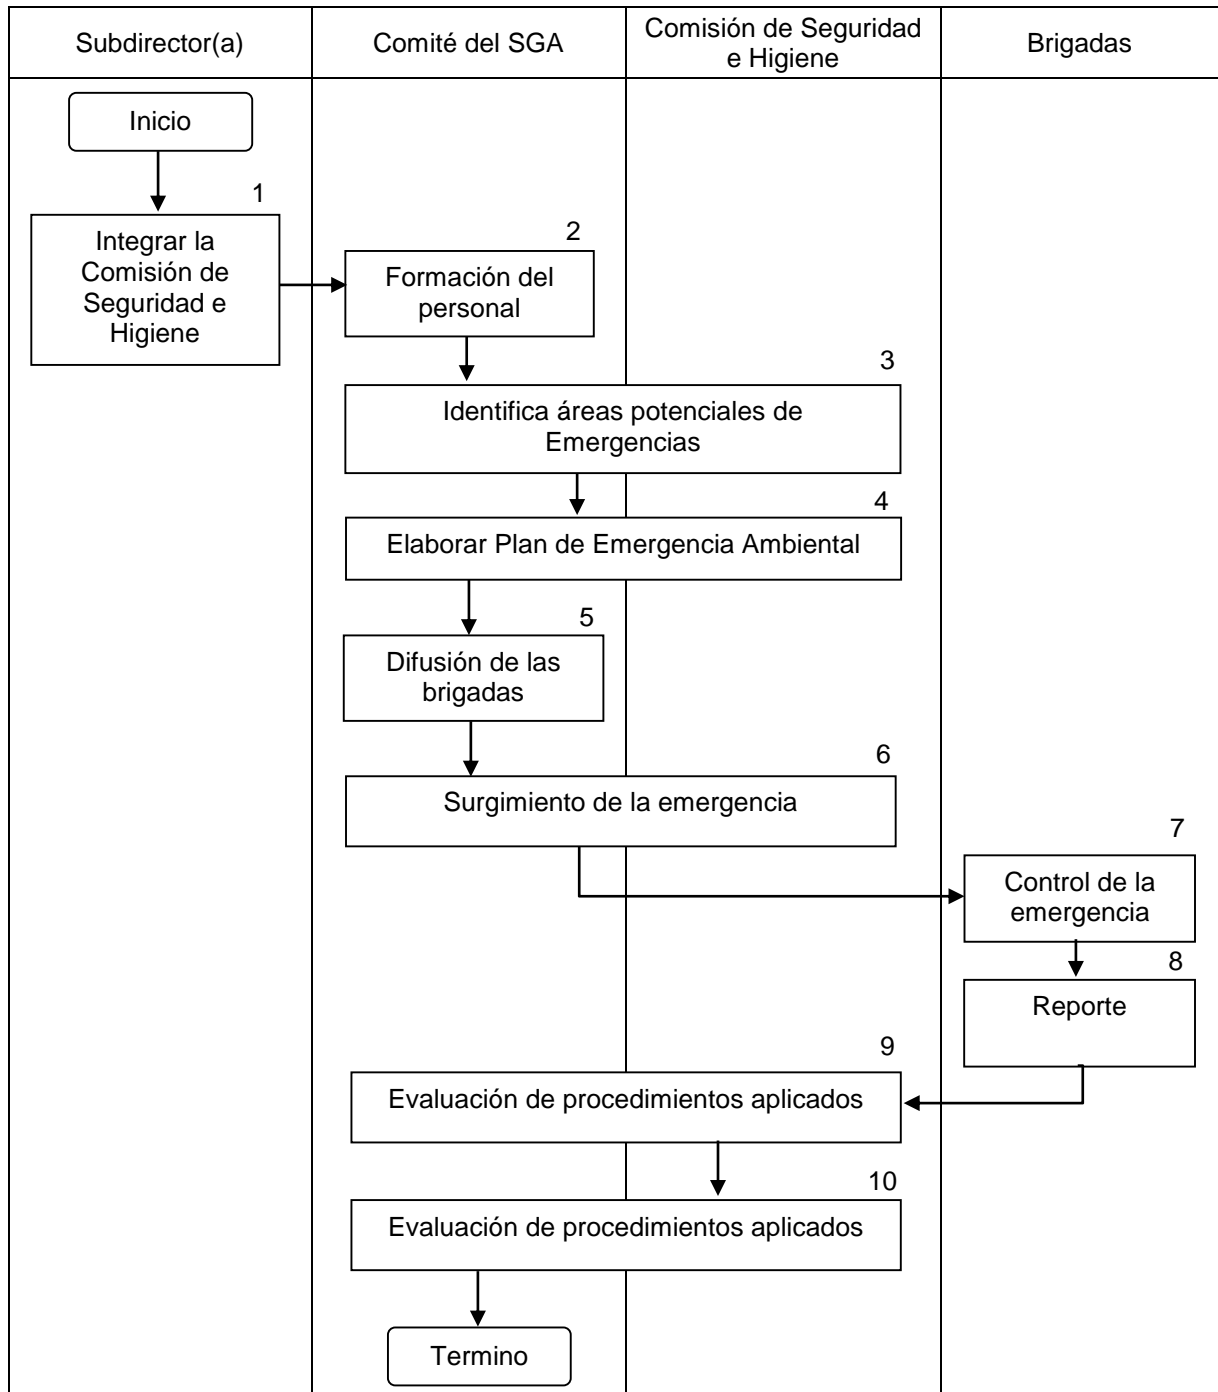 Subdirector(a)
Comité del SGA
Comisión de Seguridad
e Higiene
Brigadas
Inicio
1
Integrar la
Comisión de
Seguridad e
Higiene
2
Formación del
personal
3
Identifica áreas potenciales de
Emergencias
4
Elaborar Plan de Emergencia Ambiental
5
Difusión de las
brigadas
6
Surgimiento de la emergencia
7
Control de la
emergencia
8
Reporte
9
Evaluación de procedimientos aplicados
10
Evaluación de procedimientos aplicados
Termino